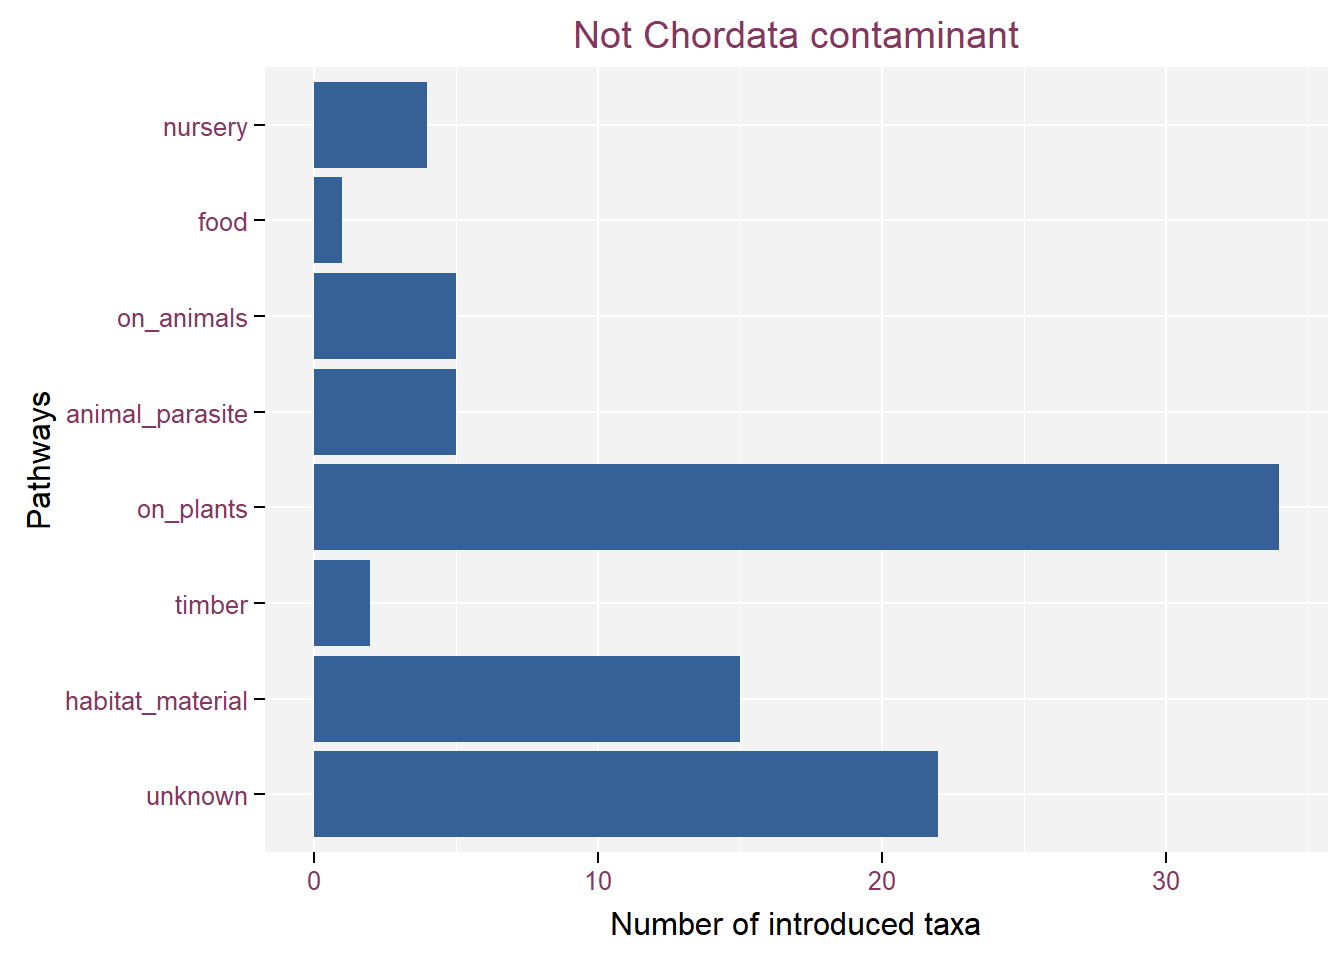 Not Chordata contaminant
nursery
food
on_animals
animal_parasite
on_plants
timber
habitat_material
unknown
Pathways
0 10 20 30
Number of introduced taxa